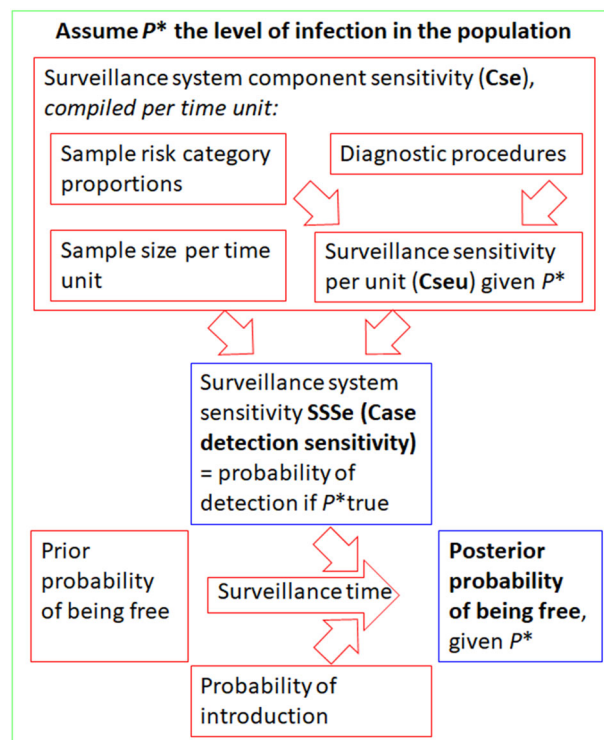 Assume P* the level of infection in the population
Surveillance system component sensitivity (Cse),
compiled per time unit:
Sample risk category
proportions
Diagnostic procedures
Sample size per time
unit
Surveillance sensitivity
per unit (Cseu) given P*
Surveillance system
sensitivity SSSe (Case
detection sensitivity)
= probability of
detection if P*true
Prior
probability
of being free
Surveillance time
Posterior
probability
of being free,
given P*
Probability of
introduction